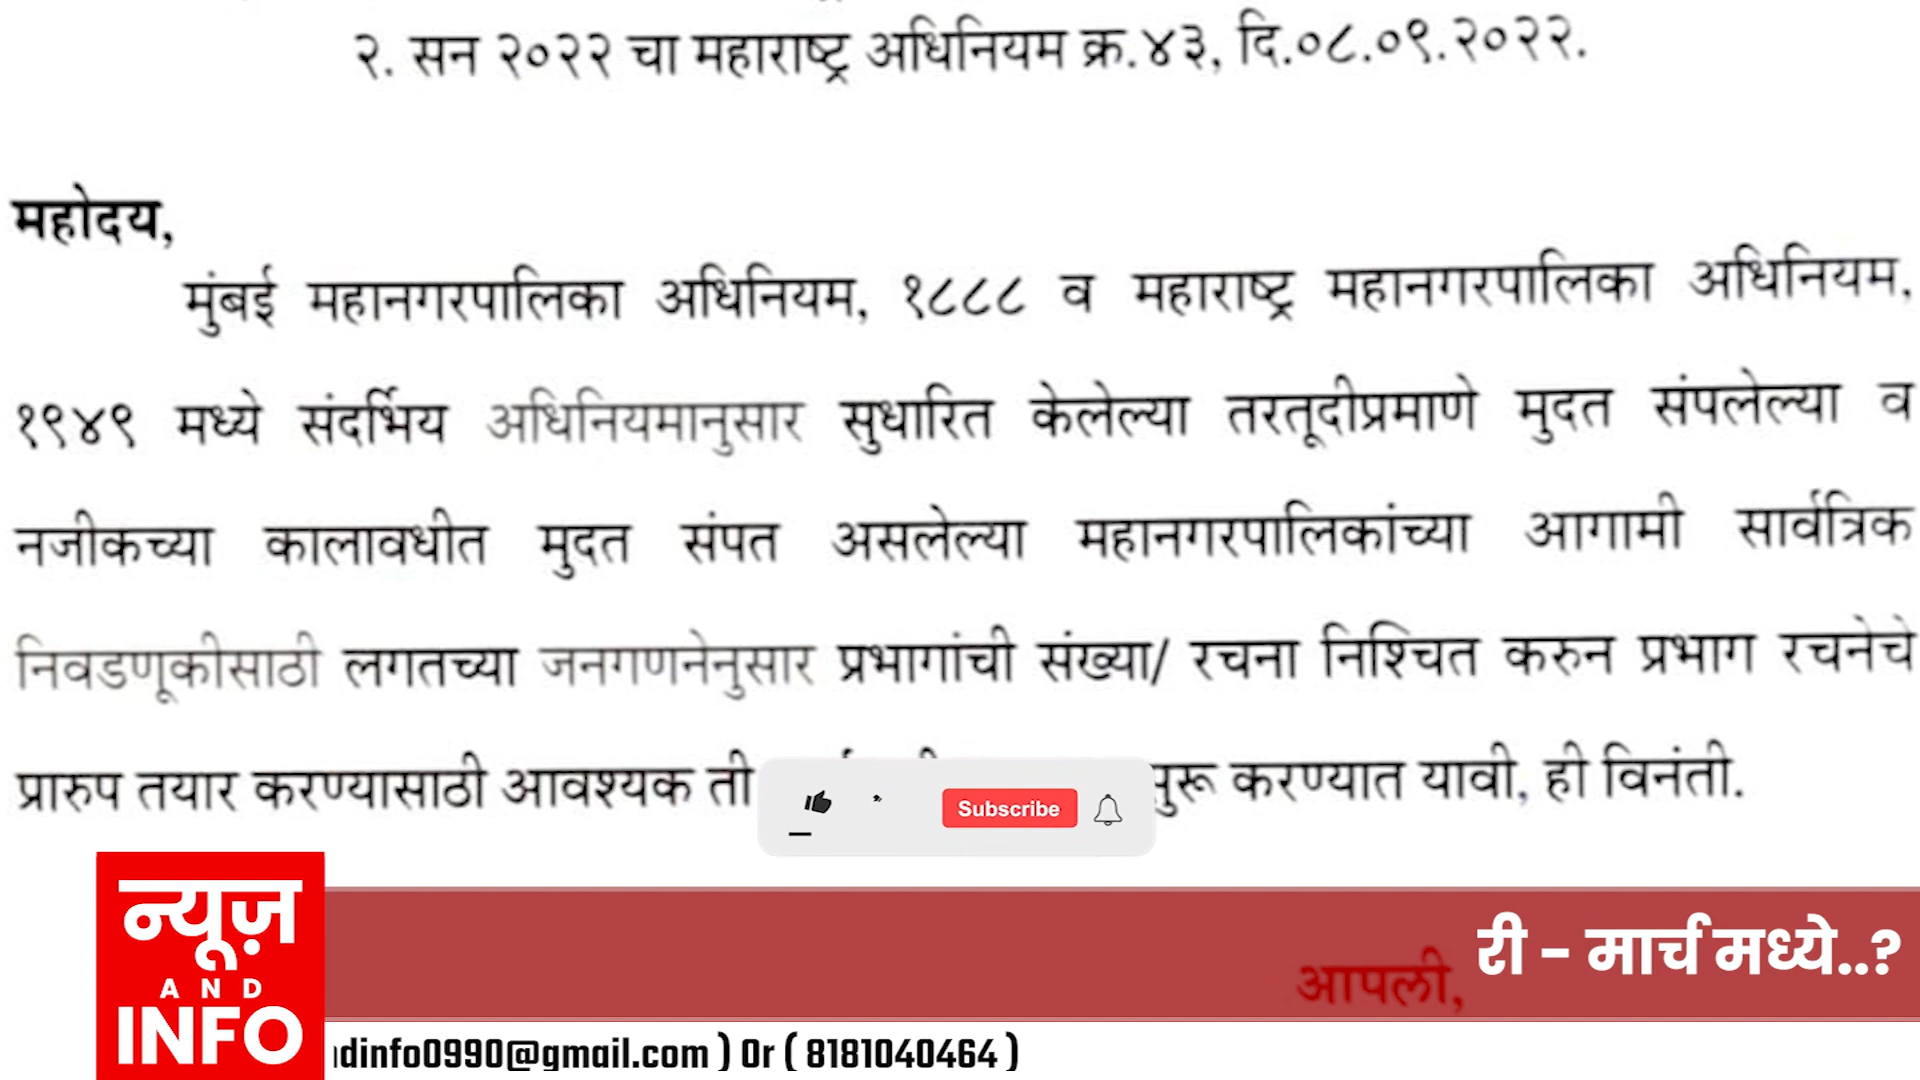 २. सन २०२२ चा महाराष्ट्र अधिनियम क्र.४३, दि.०८.०९.२०२२.
महोदय,
मुंबई महानगरपालिका अधिनियम, १८८८ व महाराष्ट्र महानगरपालिका अधिनियम,
१९४९ मध्ये संदर्भिय अधिनियमानुसार सुधारित केलेल्या तरतूदीप्रमाणे मुदत संपलेल्या व
नजीकच्या कालावधीत मुदत संपत असलेल्या महानगरपालिकांच्या आगामी सार्वत्रिक
निवडणूकीसाठी लगतच्या जनगणनेनुसार प्रभागांची संख्या/ रचना निश्चित करुन प्रभाग रचनेचे
प्रारुप तयार करण्यासाठी आवश्यक ती सुरू करण्यात यावी, ही विनंती.
Subscribe
री - मार्च मध्ये..?
आपली,
न्यूज़
AND
INFO
dinfo0990@gmail.com ) Or ( 8181040464 )